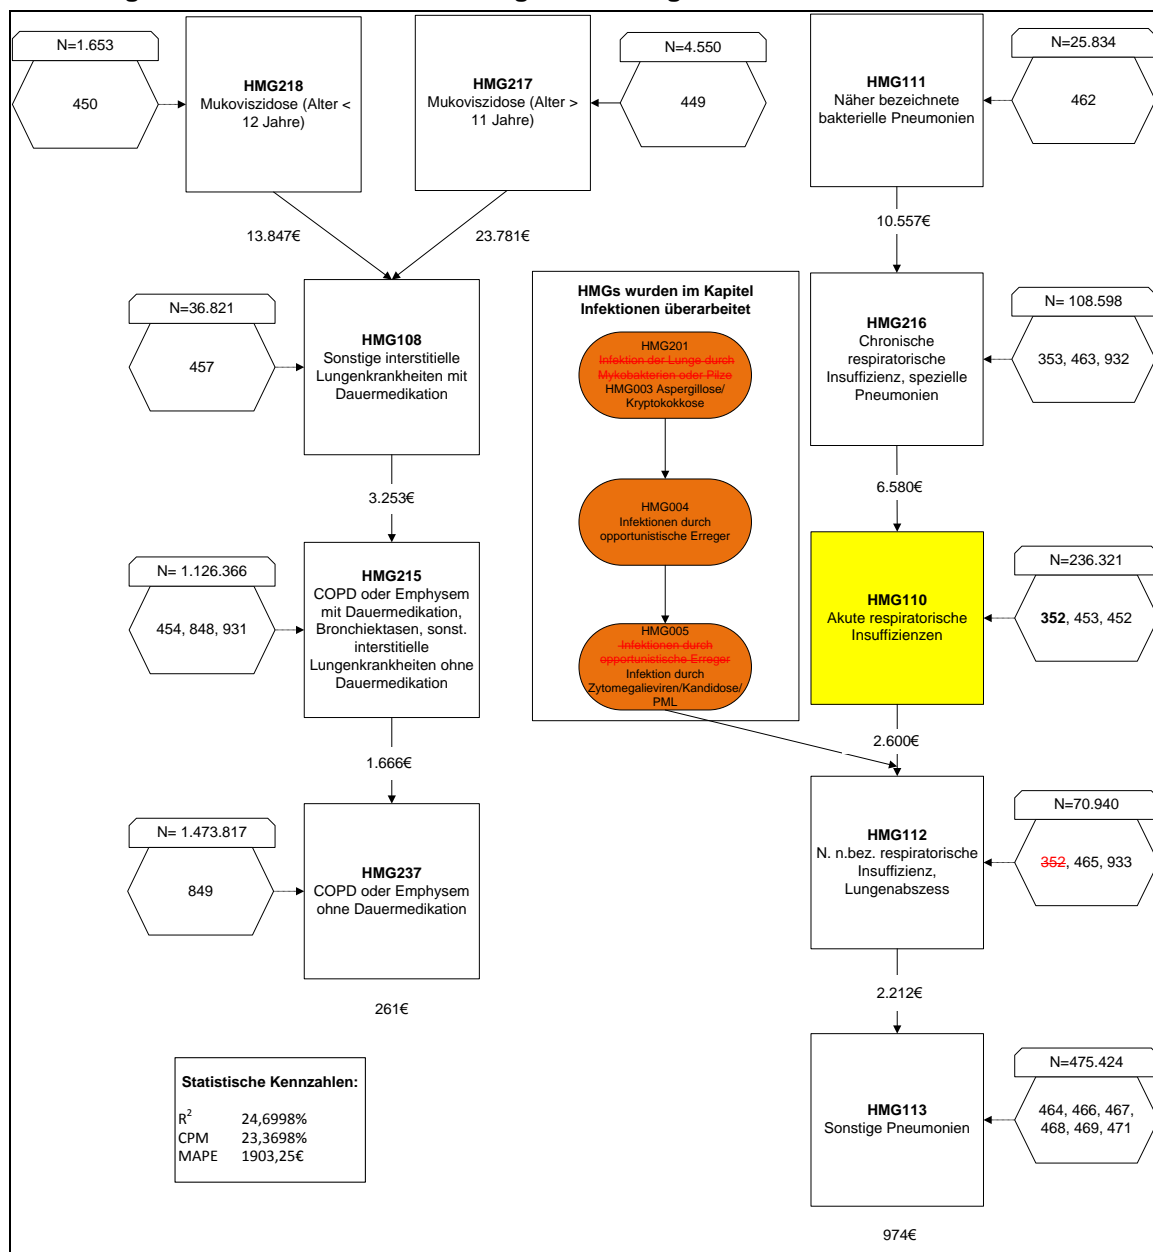 N=1.653
450
HMG218
Mukoviszidose (Alter <
12 Jahre)
HMG217
Mukoviszidose (Alter >
11 Jahre)
N=4.550
449
HMG111
Näher bezeichnete
bakterielle Pneumonien
N=25.834
462
13.847€
23.781€
10.557€
N=36.821
457
HMG108
Sonstige interstitielle
Lungenkrankheiten mit
Dauermedikation
HMGs wurden im Kapitel
Infektionen überarbeitet
HMG201
Infektion der Lunge durch
Mykobakterien oder Pilze
HMG003 Aspergillose/
Kryptokokkose
HMG004
Infektionen durch
opportunistische Erreger
HMG005
Infektionen durch
opportunistische Erreger
Infektion durch
Zytomegalieviren/Kandidose/
PML
HMG216
Chronische
respiratorische
Insuffizienz, spezielle
Pneumonien
N= 108.598
353, 463, 932
3.253€
6.580€
N= 1.126.366
454, 848, 931
HMG215
COPD oder Emphysem
mit Dauermedikation,
Bronchiektasen, sonst.
interstitielle
Lungenkrankheiten ohne
Dauermedikation
HMG110
Akute respiratorische
Insuffizienzen
N=236.321
352, 453, 452
1.666€
2.600€
N= 1.473.817
849
HMG237
COPD oder Emphysem
ohne Dauermedikation
HMG112
N. n.bez. respiratorische
Insuffizienz,
Lungenabszess
N=70.940
352, 465, 933
261€
2.212€
Statistische Kennzahlen:
R² 24,6998%
CPM 23,3698%
MAPE 1903,25€
HMG113
Sonstige Pneumonien
N=475.424
464, 466, 467,
468, 469, 471
974€